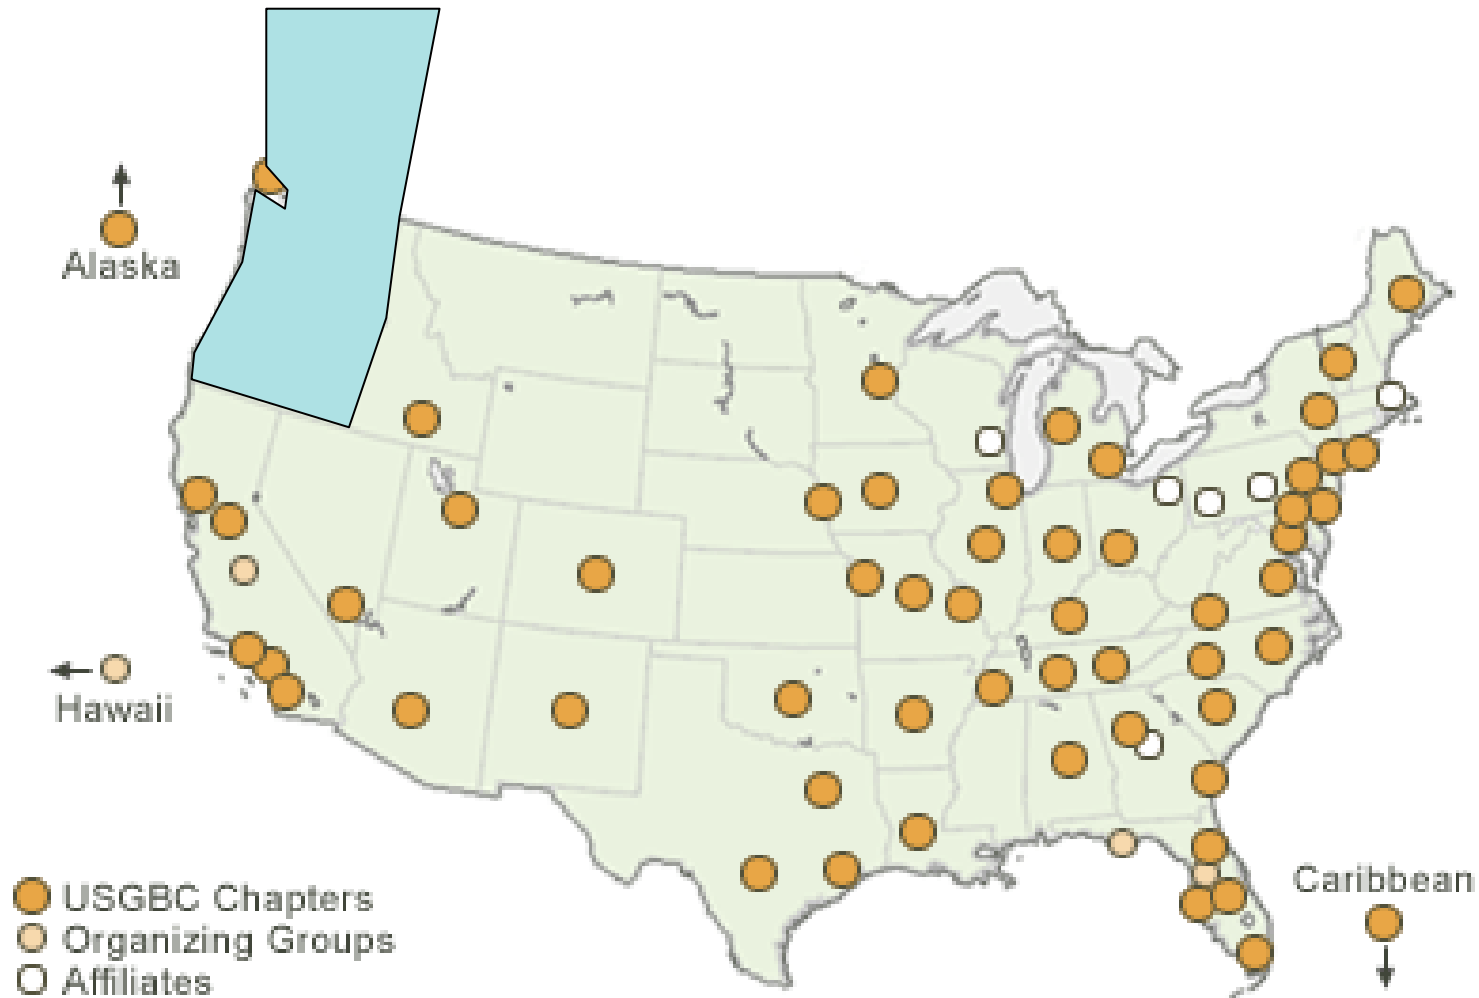 Alaska
Hawaii
Caribbean
USGBC Chapters
Organizing Groups
Affiliates